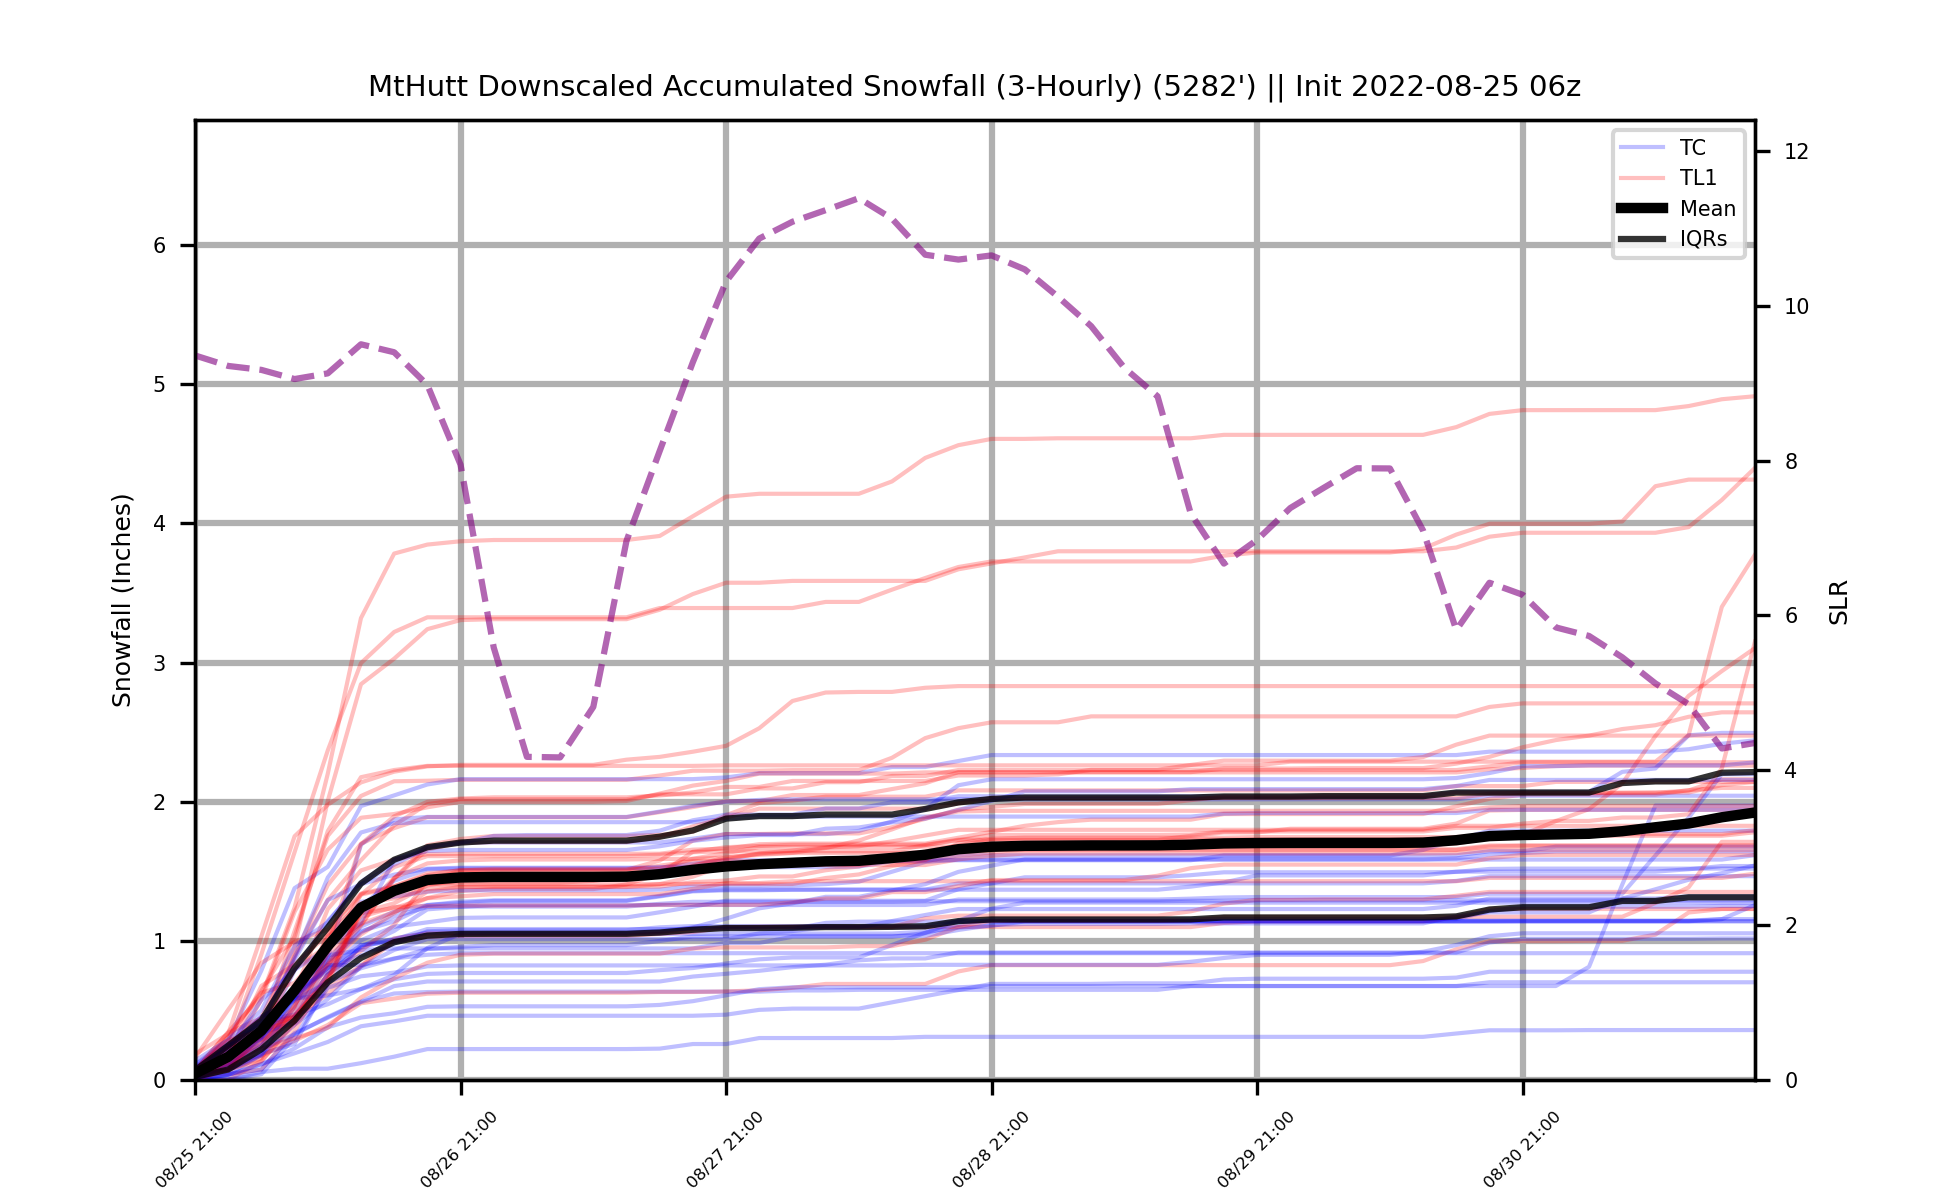 MtHutt Downscaled Accumulated Snowfall (3-Hourly) (5282') || Init 2022-08-25 06z
TC
TL1
Mean
IQRs
Snowfall (Inches)
6
5
4
3
2
1
0
SLR
12
10
8
6
4
2
0
08/25 21:00
08/26 21:00
08/27 21:00
08/28 21:00
08/29 21:00
08/30 21:00